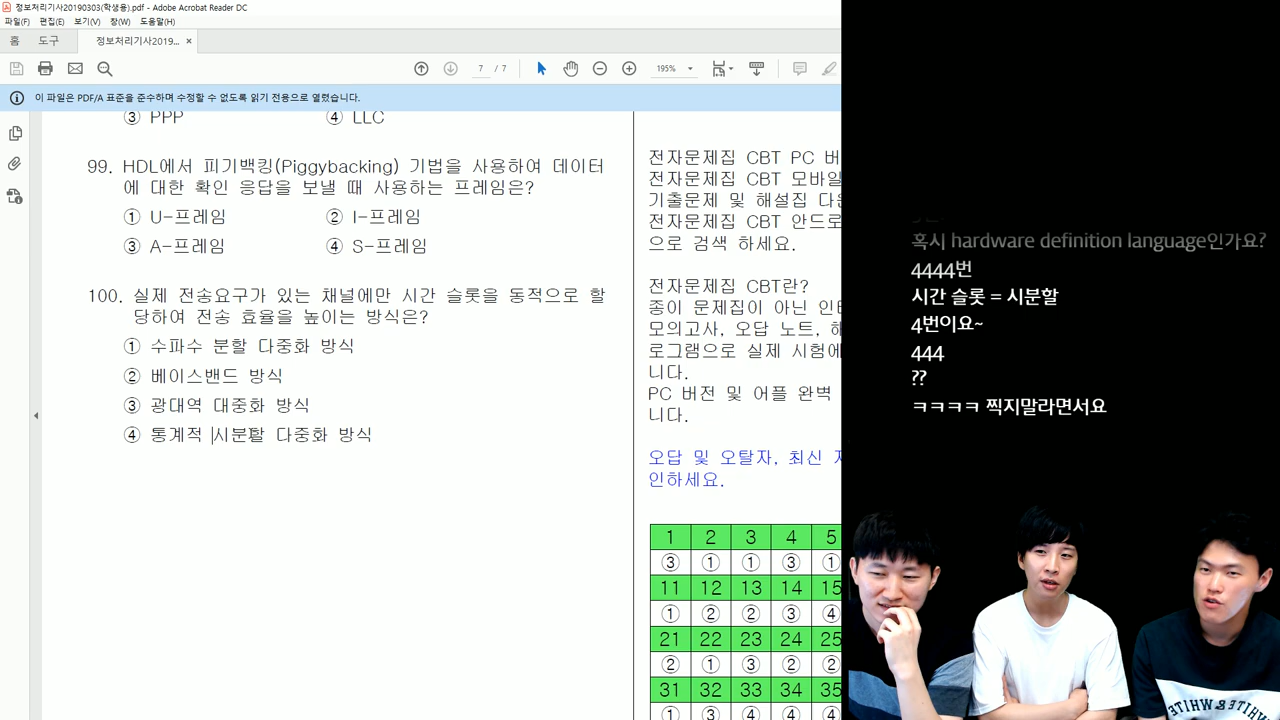 정보처리기사20190303(학생용).pdf - Adobe Acrobat Reader DC
파일(F) 편집(E) 보기(V) 창(W) 도움말(H)
홈 도구 정보처리기사2019... ×
7 / 7 195%
이 파일은 PDF/A 표준을 준수하며 수정할 수 없도록 읽기 전용으로 열렸습니다.
③ PPP ④ LLC
99. HDL에서 피기백킹(Piggybacking) 기법을 사용하여 데이터
에 대한 확인 응답을 보낼 때 사용하는 프레임은?
① U-프레임 ② I-프레임
③ A-프레임 ④ S-프레임
100. 실제 전송요구가 있는 채널에만 시간 슬롯을 동적으로 할
당하여 전송 효율을 높이는 방식은?
① 수파수 분할 다중화 방식
② 베이스밴드 방식
③ 광대역 대중화 방식
④ 통계적 시분할 다중화 방식
전자문제집 CBT PC 버
전자문제집 CBT 모바일
기출문제 및 해설집 다운
전자문제집 CBT 안드로
으로 검색 하세요.
전자문제집 CBT란?
종이 문제집이 아닌 인
모의고사, 오답 노트, 해
로그램으로 실제 시험에
니다.
PC 버전 및 어플 완벽
니다.
오답 및 오탈자, 최신
인하세요.
1 2 3 4 5
③ ① ① ③ ①
11 12 13 14 15
① ② ② ③ ④
21 22 23 24 25
② ① ③ ② ②
31 32 33 34 35
① ③ ④ ④ ④
혹시 hardware definition language인가요?
4444번
시간 슬롯 = 시분할
4번이요~
444
??
ㅋㅋㅋㅋ 찍지말라면서요
WHITE & WHITE